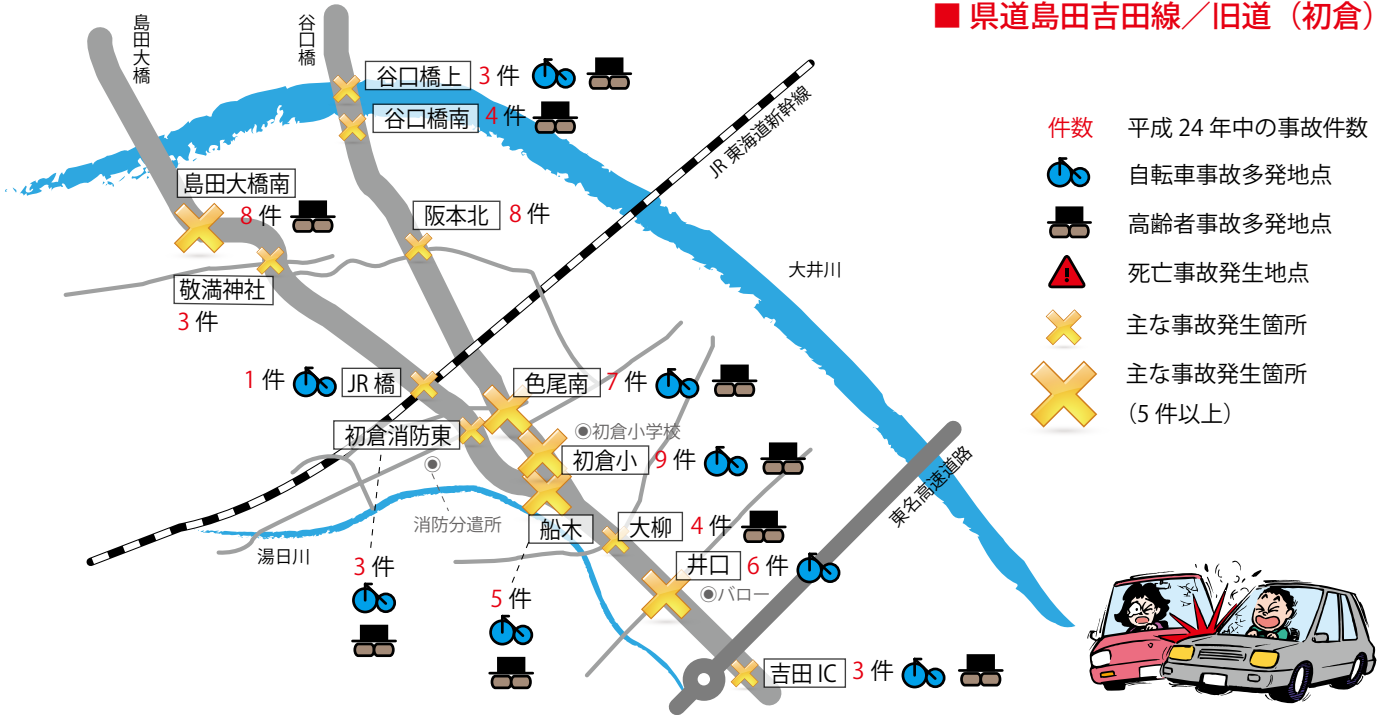 ■ 県道島田吉田線／旧道（初倉）
島田大橋
谷口橋
谷口橋上 3 件
谷口橋南 4 件
JR 東海道新幹線
島田大橋南
8 件
阪本北 8 件
敬満神社
3 件
大井川
1 件 JR 橋
色尾南 7 件
初倉消防東
初倉小学校
初倉小 9 件
消防分遣所
船木
大柳 4 件
東名高速道路
湯日川
3 件
5 件
井口 6 件
バロー
吉田 IC 3 件
件数 平成 24 年中の事故件数
自転車事故多発地点
高齢者事故多発地点
死亡事故発生地点
主な事故発生箇所
主な事故発生箇所
（5 件以上）